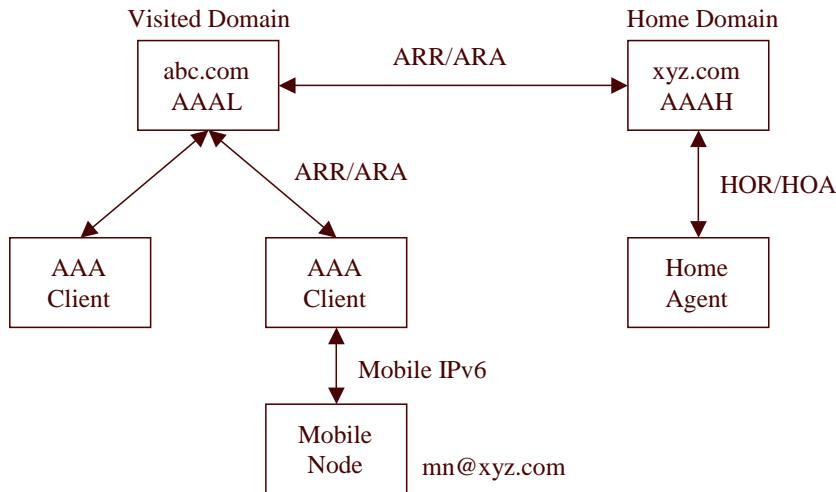 Visited Domain
Home Domain
abc.com
AAAL
ARR/ARA
xyz.com
AAAH
ARR/ARA
HOR/HOA
AAA
Client
AAA
Client
Home
Agent
Mobile IPv6
Mobile
Node
mn@xyz.com